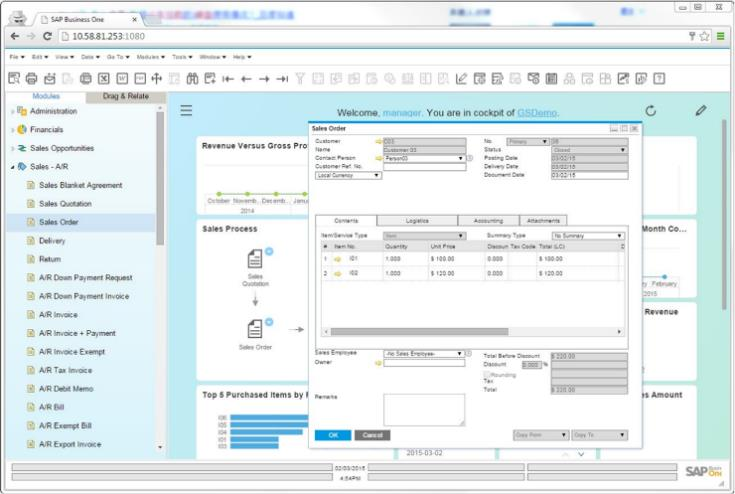 SAP Business One
10.58.81.253:1080
File Edit View Data Go To Modules Tools Window Help
Modules Drag & Relate
Administration
Financials
Sales Opportunities
Sales - A/R
Sales Blanket Agreement
Sales Quotation
Sales Order
Delivery
Return
A/R Down Payment Request
A/R Down Payment Invoice
A/R Invoice
A/R Invoice + Payment
A/R Invoice Exempt
A/R Tax Invoice
A/R Debit Memo
A/R Bill
A/R Exempt Bill
A/R Export Invoice
Welcome, manager. You are in cockpit of GSDemo.
Revenue Versus Gross Pro
October Novemb.. Decemb.. Janu
2014
Sales Process
Sales
Quotation
Sales Order
Top 5 Purchased Items by
I06
I05
I04
I01
I03
Sales Order
Customer C03
Name Customer 03
Contact Person Person03
Customer Ref. No.
Local Currency
No. Primary
Status Closed
Posting Date 03/02/15
Delivery Date 03/02/15
Document Date 03/02/15
Contents Logistics Accounting Attachments
Item/Service Type Item Summary Type No Summary
# Item No. Quantity Unit Price Discoun Tax Code Total (LC)
1 I01 1.000 $ 100.00 0.000 $ 100.00
2 I02 1.000 $ 120.00 0.000 $ 120.00
Sales Employee -No Sales Employee-
Owner
Remarks
Total Before Discount $ 220.00
Discount 0.000 %
Rounding
Tax
Total $ 220.00
OK Cancel
Copy From Copy To
Month Co...
February
2015
Revenue
es Amount
2015-03-02
02/03/2015
4:54PM
SAP Business One